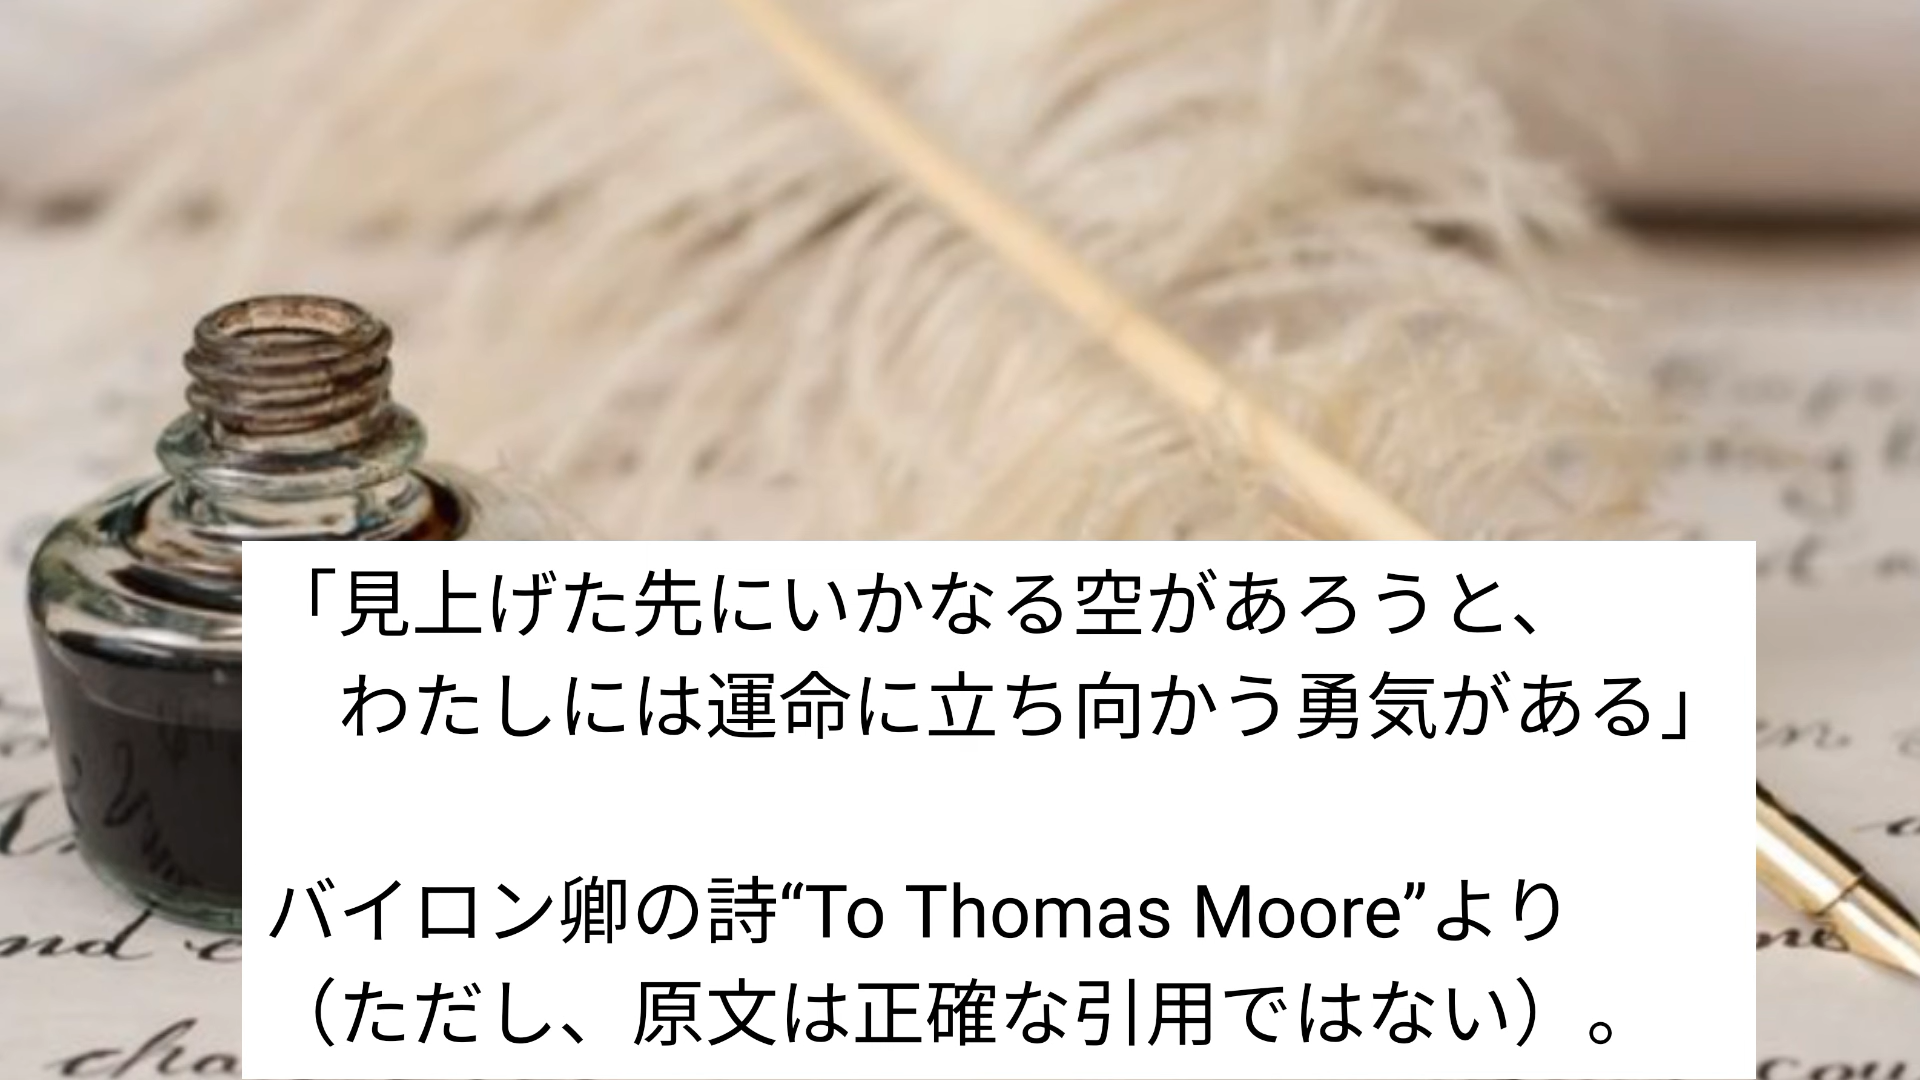 「見上げた先にいかなる空があろうと、
わたしには運命に立ち向かう勇気がある」
バイロン卿の詩“To Thomas Moore”より
（ただし、原文は正確な引用ではない）。
nd